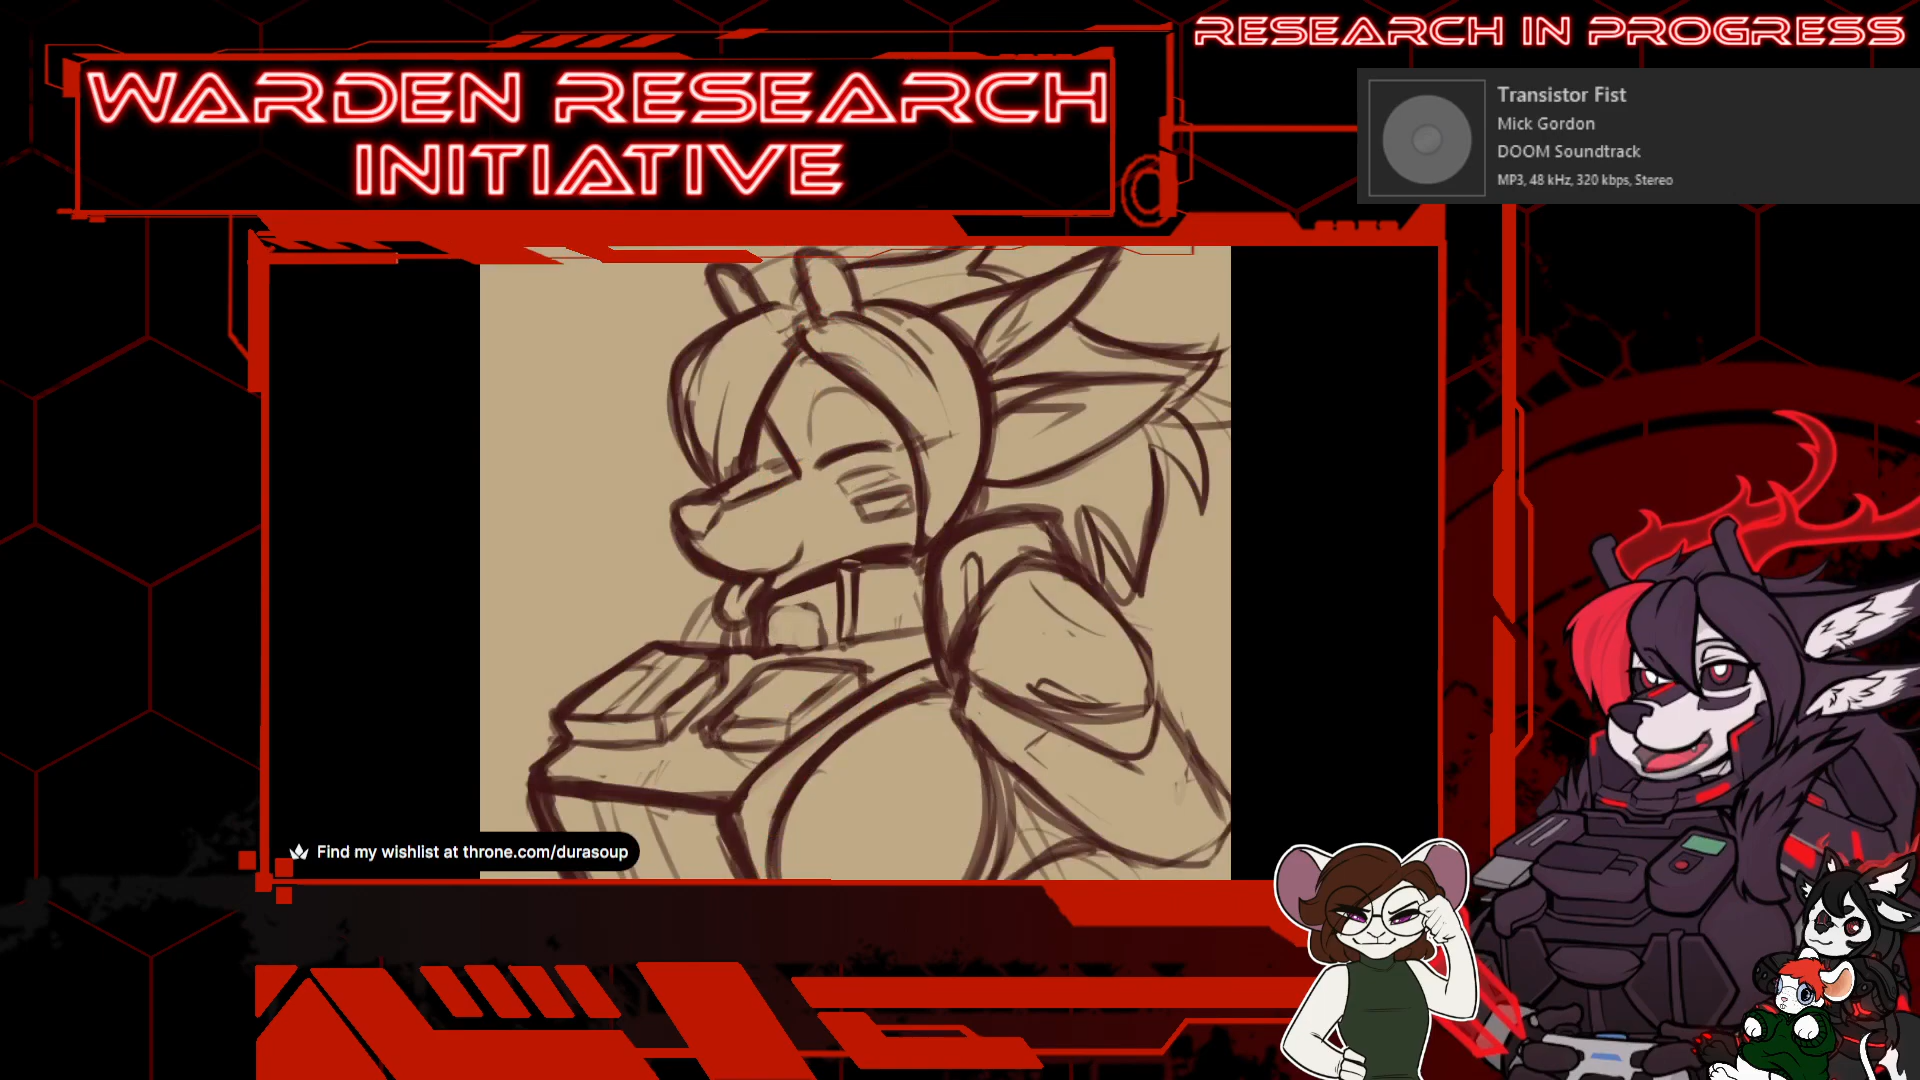 RESEARCH IN PROGRESS
WARDEN RESEARCH
INITIATIVE
Transistor Fist
Mick Gordon
DOOM Soundtrack
MP3, 48 kHz, 320 kbps, Stereo
Find my wishlist at throne.com/durasoup